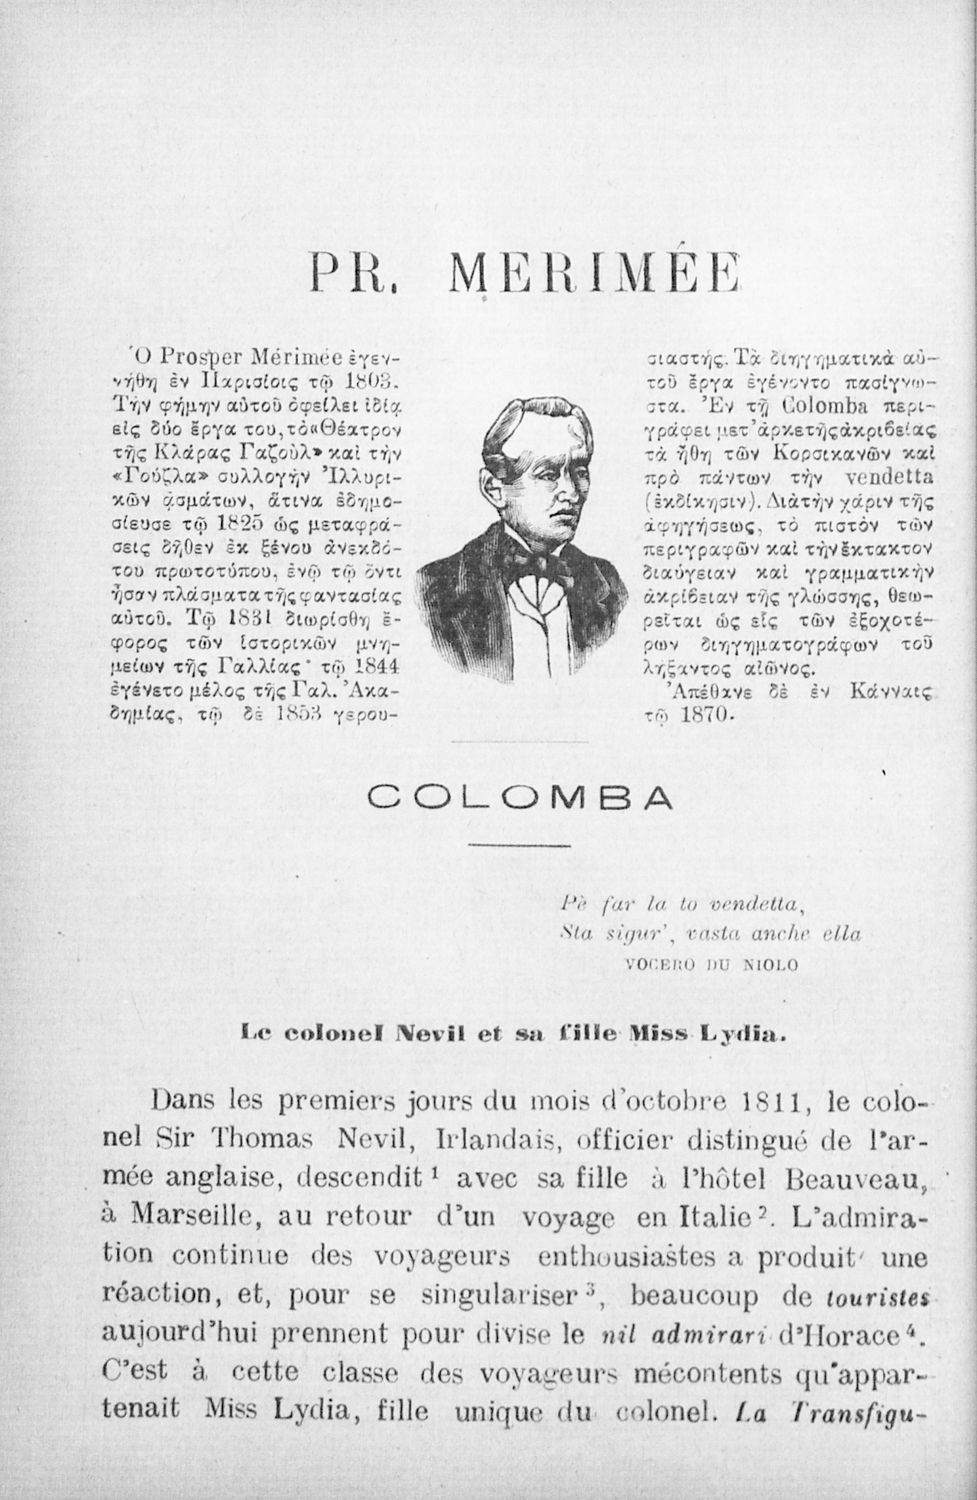 PR. MERIMÉE
Ὁ Prosper Mérimée ἐγεν-
νήθη ἐν Παρισίοις τῷ 1803.
Τὴν φήμην αὐτοῦ ὀφείλει ἰδίᾳ
εἰς δύο ἔργα του, τὸ «Θέατρον
τῆς Κλάρας Γαζοὺλ» καὶ τὴν
«Γούζλα» συλλογὴν Ἰλλυρι-
κῶν ᾀσμάτων, ἅτινα ἐδημο-
σίευσε τῷ 1825 ὡς μεταφρά-
σεις δῆθεν ἐκ ξένου ἀνεκδό-
του πρωτοτύπου, ἐνῷ τῷ ὄντι
ἦσαν πλάσματα τῆς φαντασίας
αὐτοῦ. Τῷ 1831 διωρίσθη ἔ-
φορος τῶν ἱστορικῶν μνη-
μείων τῆς Γαλλίας· τῷ 1844
ἐγένετο μέλος τῆς Γαλ. Ἀκα-
δημίας, τῷ δὲ 1853 γερου-
σιαστής. Τὰ διηγηματικὰ αὐ-
τοῦ ἔργα ἐγένοντο πασίγνω-
στα. Ἐν τῇ Colomba περι-
γράφει μετ' ἀρκετῆς ἀκριβείας
τὰ ἤθη τῶν Κορσικανῶν καὶ
πρὸ πάντων τὴν vendetta
(ἐκδίκησιν). Διὰ τὴν χάριν τῆς
ἀφηγήσεως, τὸ πιστὸν τῶν
περιγραφῶν καὶ τὴν ἔκτακτον
διαύγειαν καὶ γραμματικὴν
ἀκρίβειαν τῆς γλώσσης, θεω-
ρεῖται ὡς εἷς τῶν ἐξοχοτέ-
ρων διηγηματογράφων τοῦ
λήξαντος αἰῶνος.
Ἀπέθανε δὲ ἐν Κάνναις
τῷ 1870.
COLOMBA
Pè far la to vendetta,
Sta sigur', vasta anche ella
VOCERO DU NIOLO
Le colonel Nevil et sa fille Miss Lydia.
Dans les premiers jours du mois d'octobre 1811, le colo-
nel Sir Thomas Nevil, Irlandais, officier distingué de l'ar-
mée anglaise, descendit ¹ avec sa fille à l'hôtel Beauveau,
à Marseille, au retour d'un voyage en Italie ². L'admira-
tion continue des voyageurs enthousiastes a produit une
réaction, et, pour se singulariser ³, beaucoup de touristes
aujourd'hui prennent pour divise le nil admirari d'Horace ⁴.
C'est à cette classe des voyageurs mécontents qu'appar-
tenait Miss Lydia, fille unique du colonel. La Transfigu-